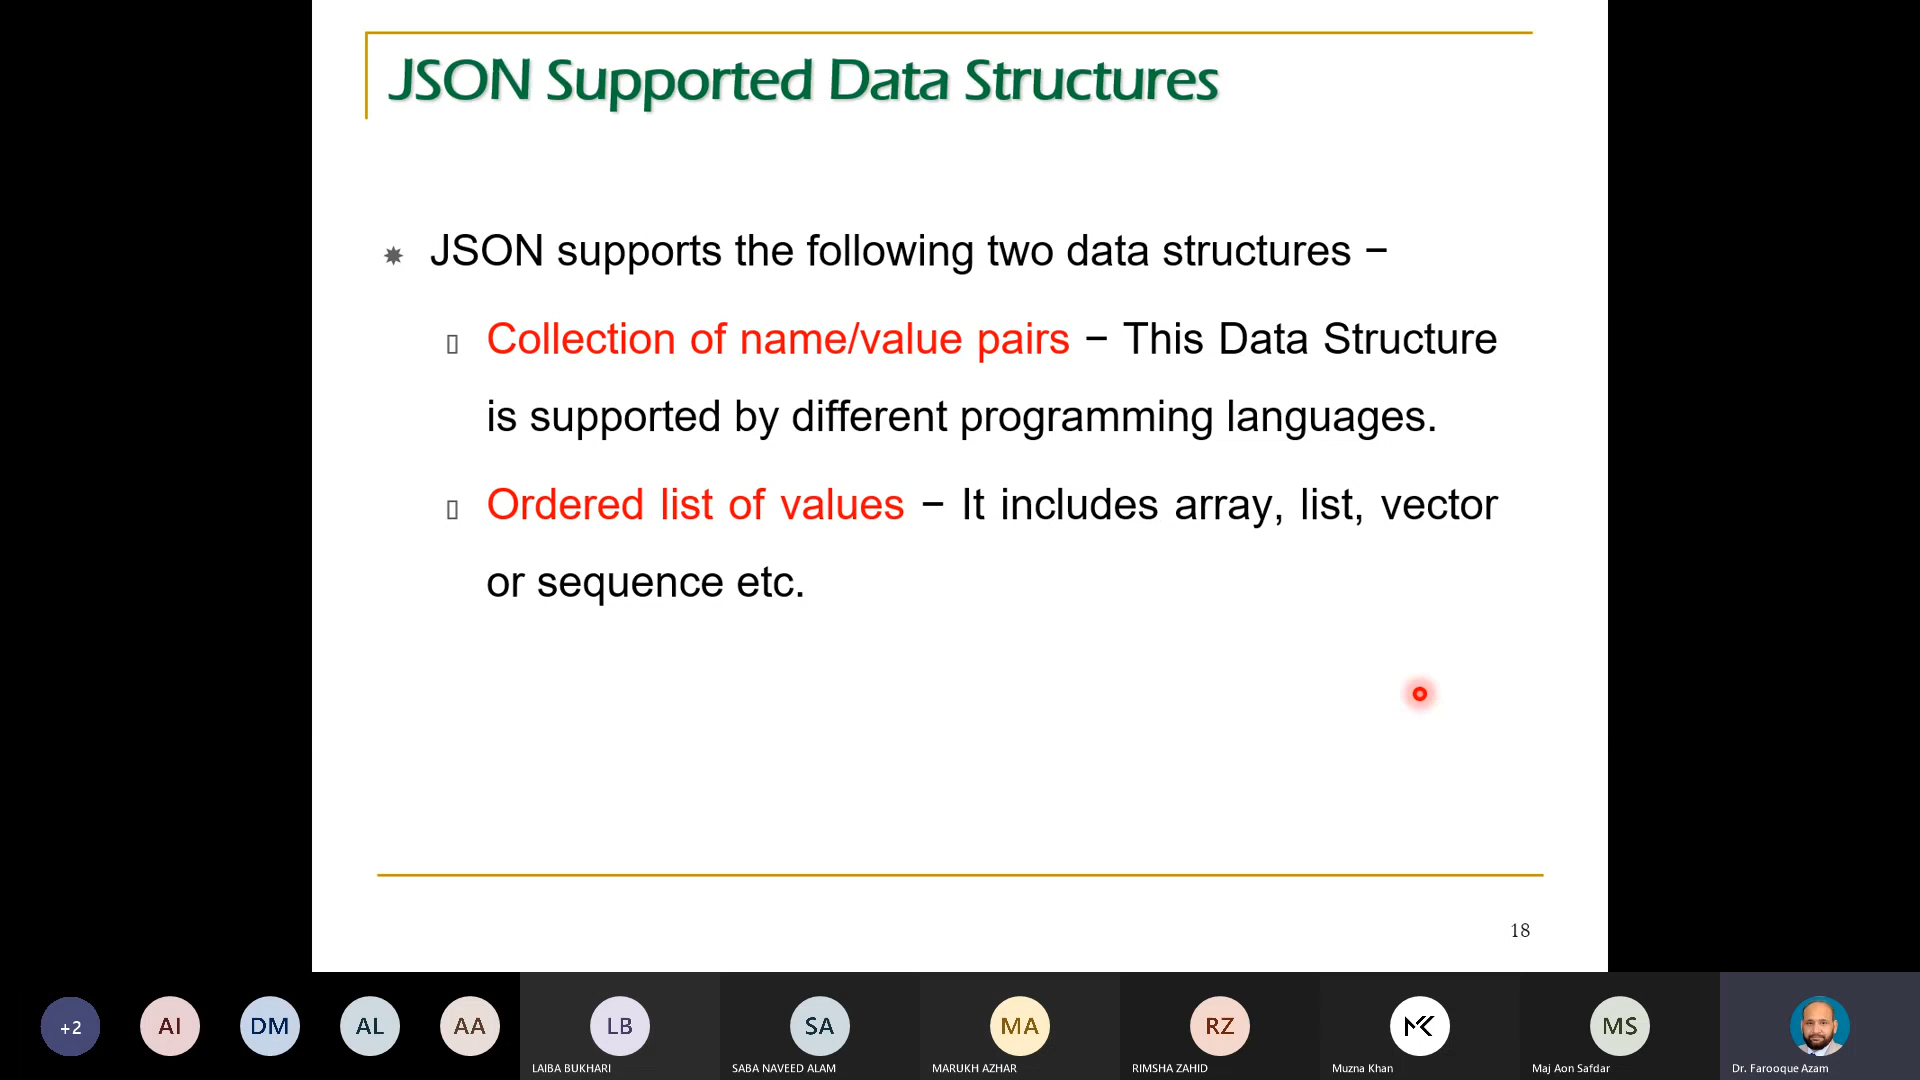 JSON Supported Data Structures
JSON supports the following two data structures −
Collection of name/value pairs − This Data Structure
is supported by different programming languages.
Ordered list of values − It includes array, list, vector
or sequence etc.
18
+2
AI
DM
AL
AA
LB
SA
MA
RZ
MK
MS
LAIBA BUKHARI
SABA NAVEED ALAM
MARUKH AZHAR
RIMSHA ZAHID
Muzna Khan
Maj Aon Safdar
Dr. Farooque Azam